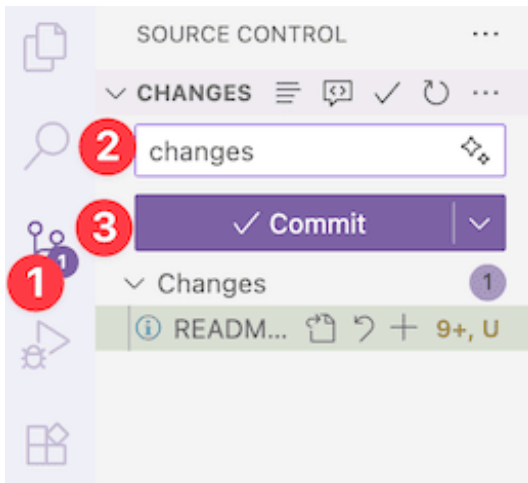 SOURCE CONTROL ...
CHANGES ...
2 changes
3 Commit
1 1
Changes 1
READM... 9+, U